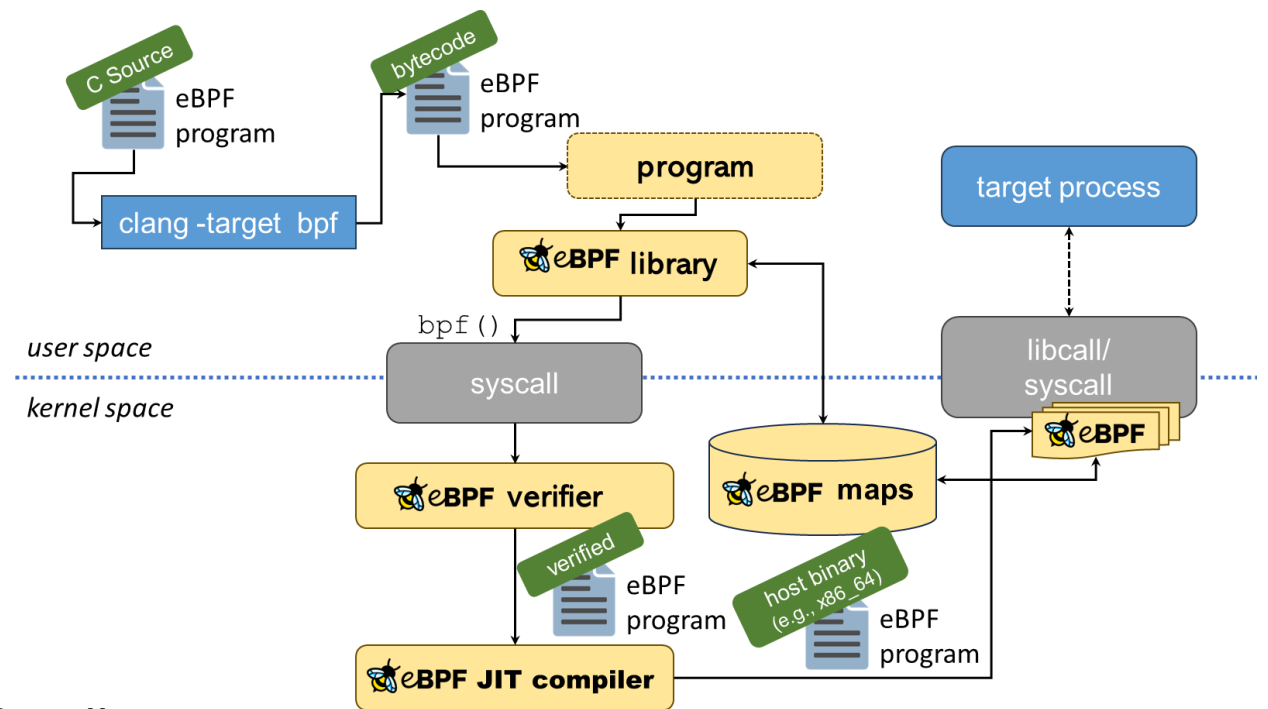 C Source
eBPF
program
bytecode
eBPF
program
clang -target bpf
program
target process
eBPF library
bpf()
user space
kernel space
syscall
libcall/
syscall
eBPF
eBPF verifier
eBPF maps
verified
eBPF
program
host binary
(e.g., x86_64)
eBPF
program
eBPF JIT compiler